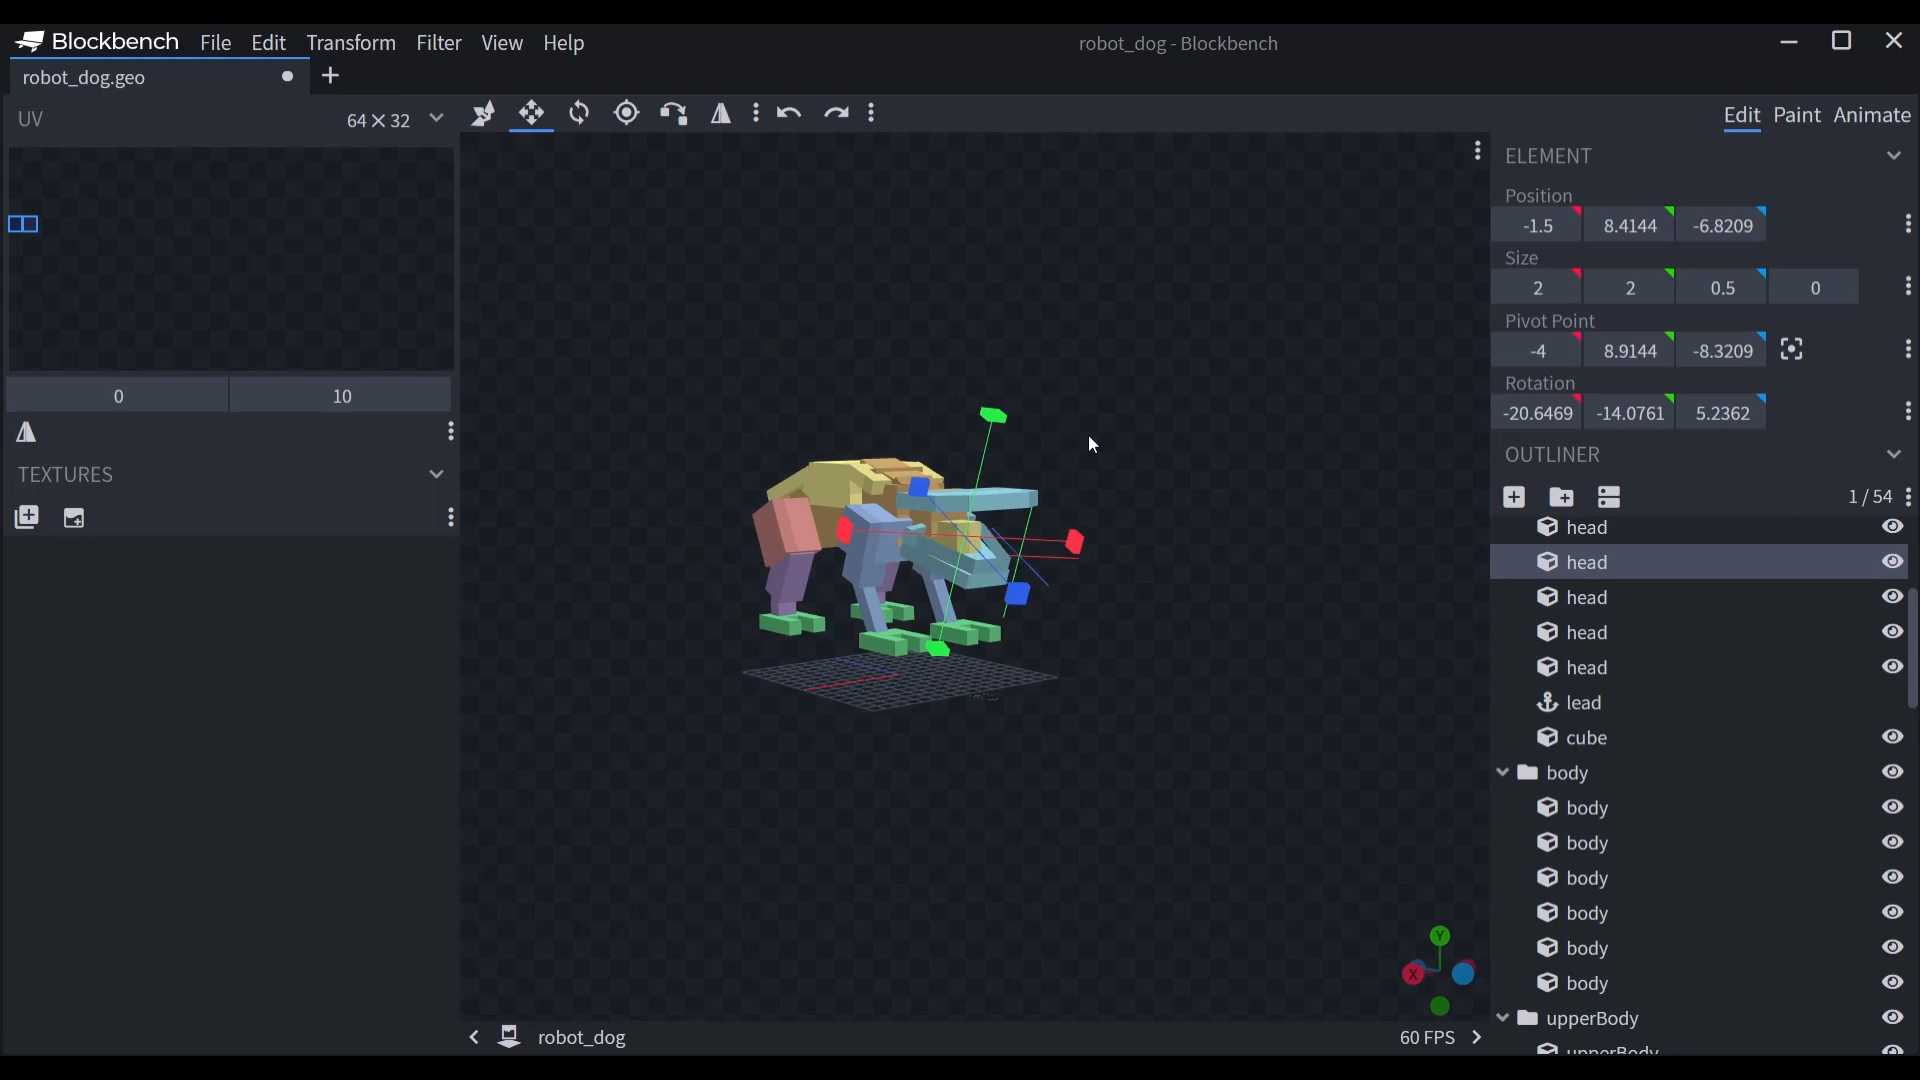 Blockbench File Edit Transform Filter View Help
robot_dog - Blockbench
robot_dog.geo
UV
64 × 32
Edit Paint Animate
0 10
TEXTURES
ELEMENT
Position
-1.5 8.4144 -6.8209
Size
2 2 0.5 0
Pivot Point
-4 8.9144 -8.3209
Rotation
-20.6469 -14.0761 5.2362
OUTLINER
1 / 54
head
head
head
head
head
lead
cube
body
body
body
body
body
body
body
upperBody
upperBody
Y
X
robot_dog
60 FPS